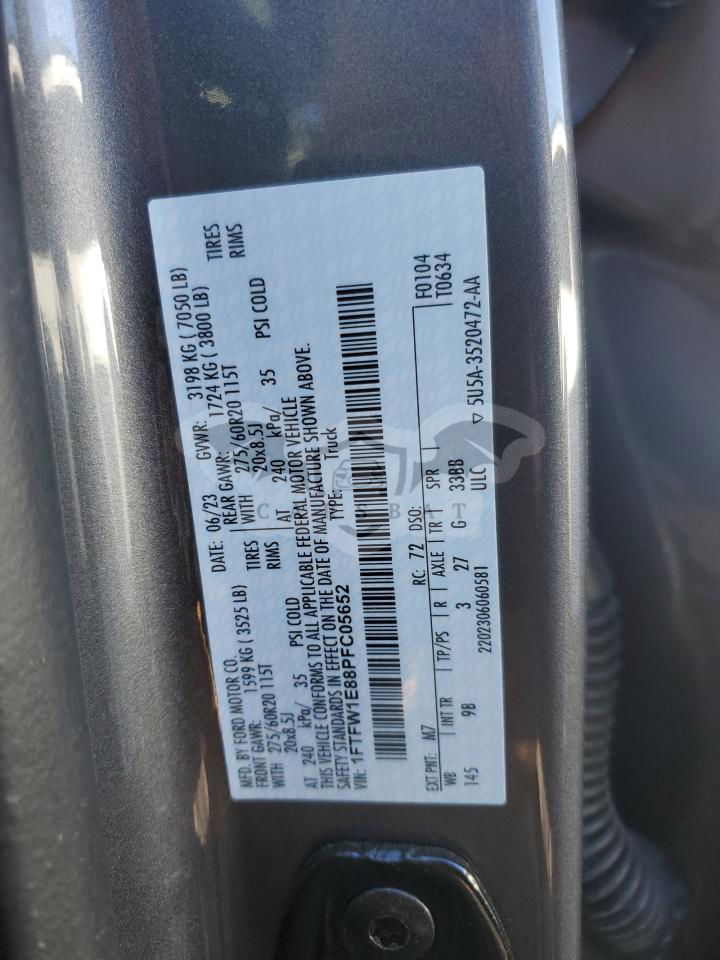 MFD. BY FORD MOTOR CO.
DATE: 06/23 GVWR: 3198 KG ( 7050 LB)
FRONT GAWR: 1599 KG ( 3525 LB) REAR GAWR: 1724 KG ( 3800 LB)
WITH 275/60R20 115T TIRES WITH 275/60R20 115T TIRES
20x8.5J RIMS 20x8.5J RIMS
AT 240 kPa/ 35 PSI COLD AT 240 kPa/ 35 PSI COLD
THIS VEHICLE CONFORMS TO ALL APPLICABLE FEDERAL MOTOR VEHICLE
SAFETY STANDARDS IN EFFECT ON THE DATE OF MANUFACTURE SHOWN ABOVE.
VIN: 1FTFW1E88PFC05652 TYPE: Truck
F0104
T0634
EXT PNT: M7 RC: 72 DSO:
WB INT TR TP/PS R AXLE TR SPR
145 9B 3 27 G 33BB
2202306060581 ULC ▽ 5U5A-3520472-AA